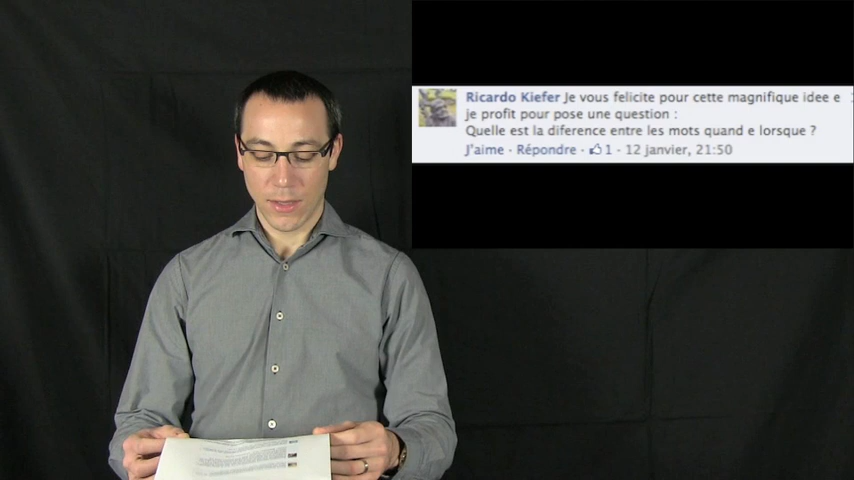 Ricardo Kiefer Je vous felicite pour cette magnifique idee e
je profit pour pose une question :
Quelle est la diference entre les mots quand e lorsque ?
J'aime · Répondre · 1 · 12 janvier, 21:50